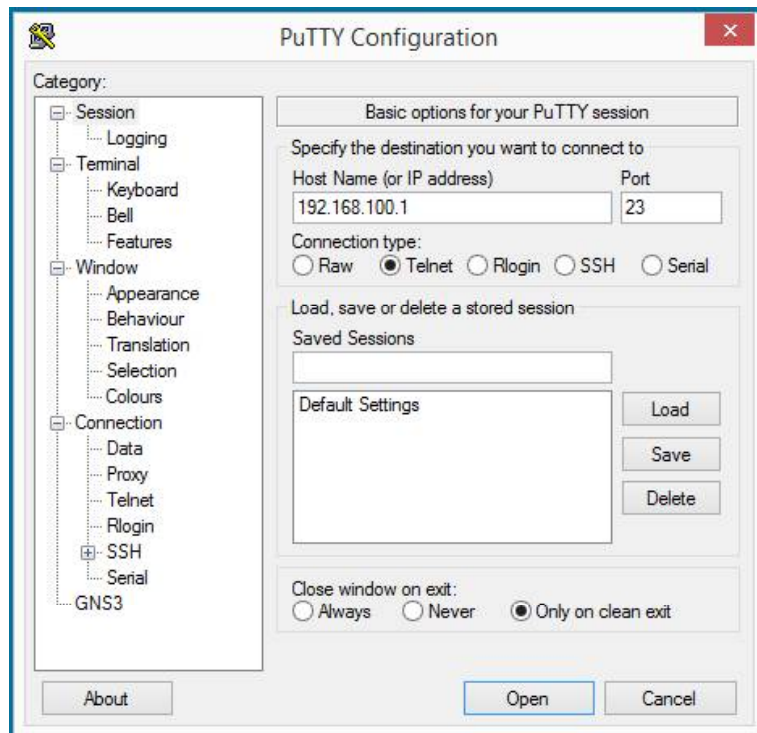 PuTTY Configuration
Category:
Session
Logging
Terminal
Keyboard
Bell
Features
Window
Appearance
Behaviour
Translation
Selection
Colours
Connection
Data
Proxy
Telnet
Rlogin
SSH
Serial
GNS3
Basic options for your PuTTY session
Specify the destination you want to connect to
Host Name (or IP address) Port
192.168.100.1 23
Connection type:
Raw Telnet Rlogin SSH Serial
Load, save or delete a stored session
Saved Sessions
Default Settings
Load
Save
Delete
Close window on exit:
Always Never Only on clean exit
About Open Cancel